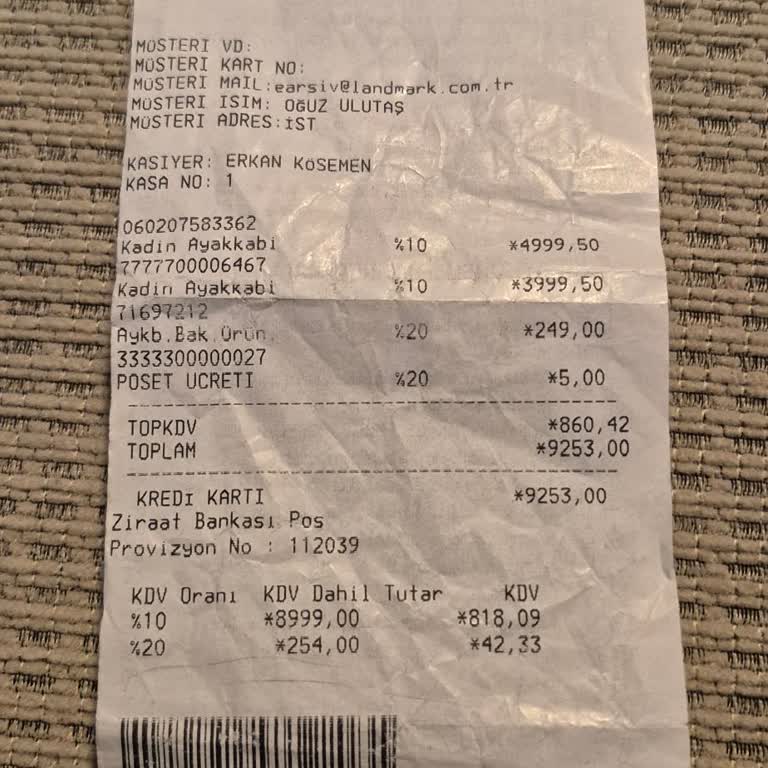 MÜSTERI VD:
MÜSTERI KART NO:
MÜSTERI MAIL:earsiv@landmark.com.tr
MÜSTERI ISIM: OĞUZ ULUTAŞ
MÜSTERI ADRES:İST
KASIYER: ERKAN KÖSEMEN
KASA NO: 1
060207583362
Kadin Ayakkabi %10 *4999,50
7777700006467
Kadin Ayakkabi %10 *3999,50
71697212
Aykb.Bak.Ürün. %20 *249,00
3333300000027
POSET UCRETI %20 *5,00
TOPKDV *860,42
TOPLAM *9253,00
KREDI KARTI *9253,00
Ziraat Bankası Pos
Provizyon No : 112039
KDV Oranı KDV Dahil Tutar KDV
%10 *8999,00 *818,09
%20 *254,00 *42,33